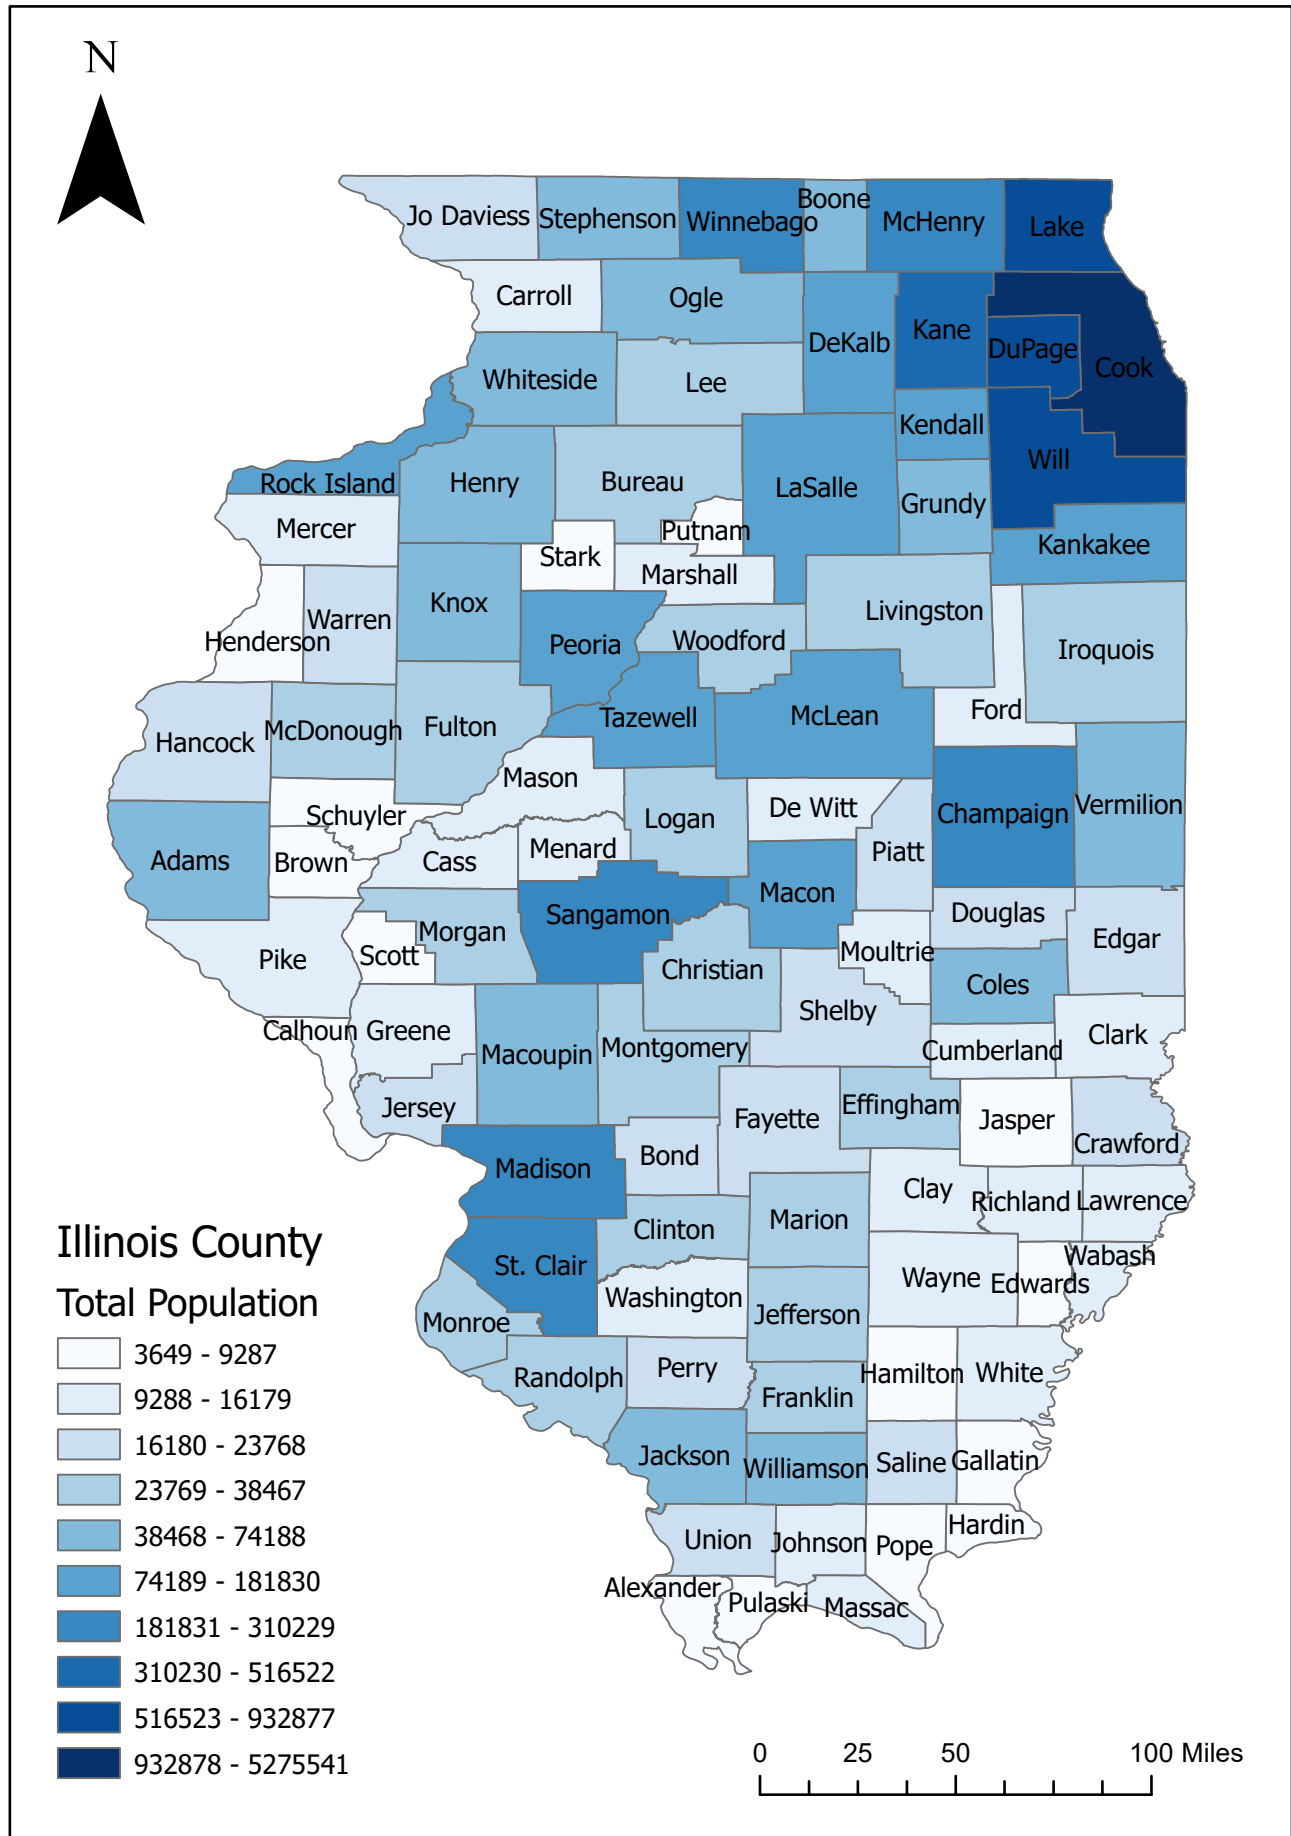 N
Jo Daviess
Stephenson
Winnebago
Boone
McHenry
Lake
Carroll
Ogle
DeKalb
Kane
DuPage
Cook
Whiteside
Lee
Kendall
Will
Rock Island
Henry
Bureau
LaSalle
Grundy
Mercer
Putnam
Kankakee
Stark
Marshall
Henderson
Warren
Knox
Peoria
Woodford
Livingston
Iroquois
Hancock
McDonough
Fulton
Tazewell
McLean
Ford
Mason
Schuyler
Logan
De Witt
Champaign
Vermilion
Adams
Brown
Cass
Menard
Piatt
Macon
Sangamon
Douglas
Edgar
Pike
Scott
Morgan
Christian
Moultrie
Coles
Shelby
Calhoun
Greene
Macoupin
Montgomery
Cumberland
Clark
Jersey
Fayette
Effingham
Jasper
Crawford
Madison
Bond
Clay
Richland
Lawrence
Clinton
Marion
St. Clair
Wabash
Washington
Wayne
Edwards
Monroe
Jefferson
Randolph
Perry
Hamilton
White
Franklin
Jackson
Williamson
Saline
Gallatin
Union
Johnson
Pope
Hardin
Alexander
Pulaski
Massac
Illinois County
Total Population
3649 - 9287
9288 - 16179
16180 - 23768
23769 - 38467
38468 - 74188
74189 - 181830
181831 - 310229
310230 - 516522
516523 - 932877
932878 - 5275541
0 25 50 100 Miles